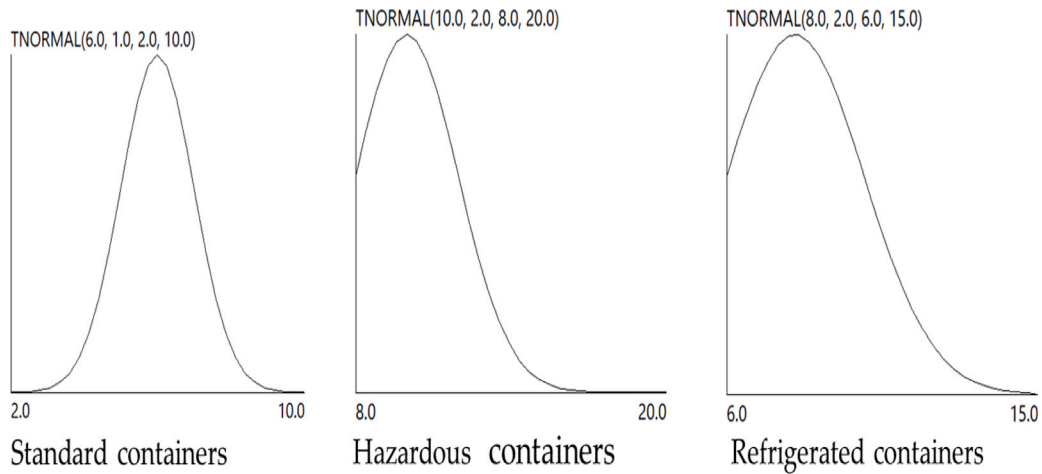 TNORMAL(6.0, 1.0, 2.0, 10.0)
2.0 10.0
Standard containers
TNORMAL(10.0, 2.0, 8.0, 20.0)
8.0 20.0
Hazardous containers
TNORMAL(8.0, 2.0, 6.0, 15.0)
6.0 15.0
Refrigerated containers